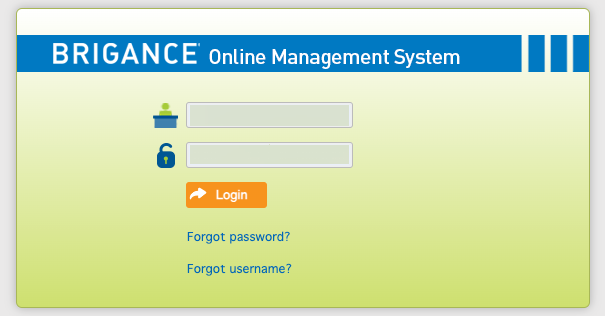 BRIGANCE® Online Management System
Login
Forgot password?
Forgot username?